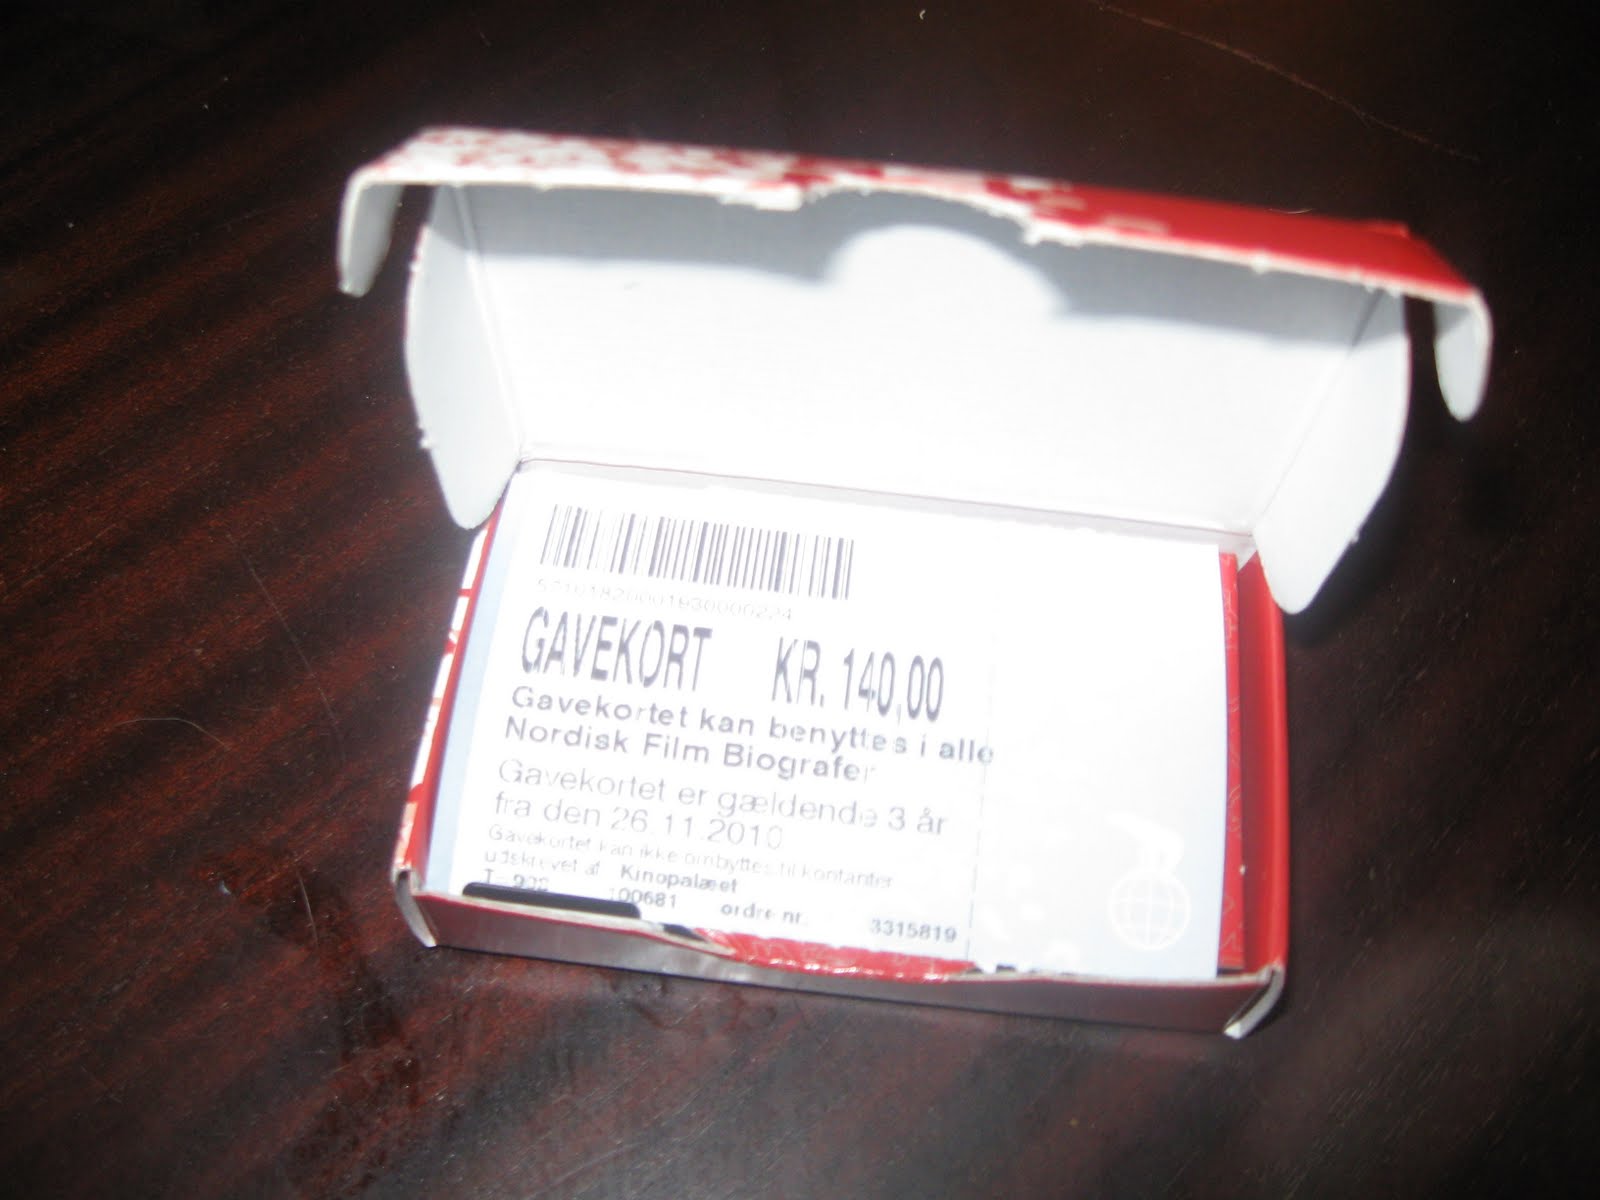 GAVEKORT KR. 140,00
Gavekortet kan benyttes i alle
Nordisk Film Biografer
Gavekortet er gældende 3 år
fra den 26.11.2010
Gavekortet kan ikke ombyttes til kontanter
udskrevet af Kinopalæet
100681 ordre nr. 3315819